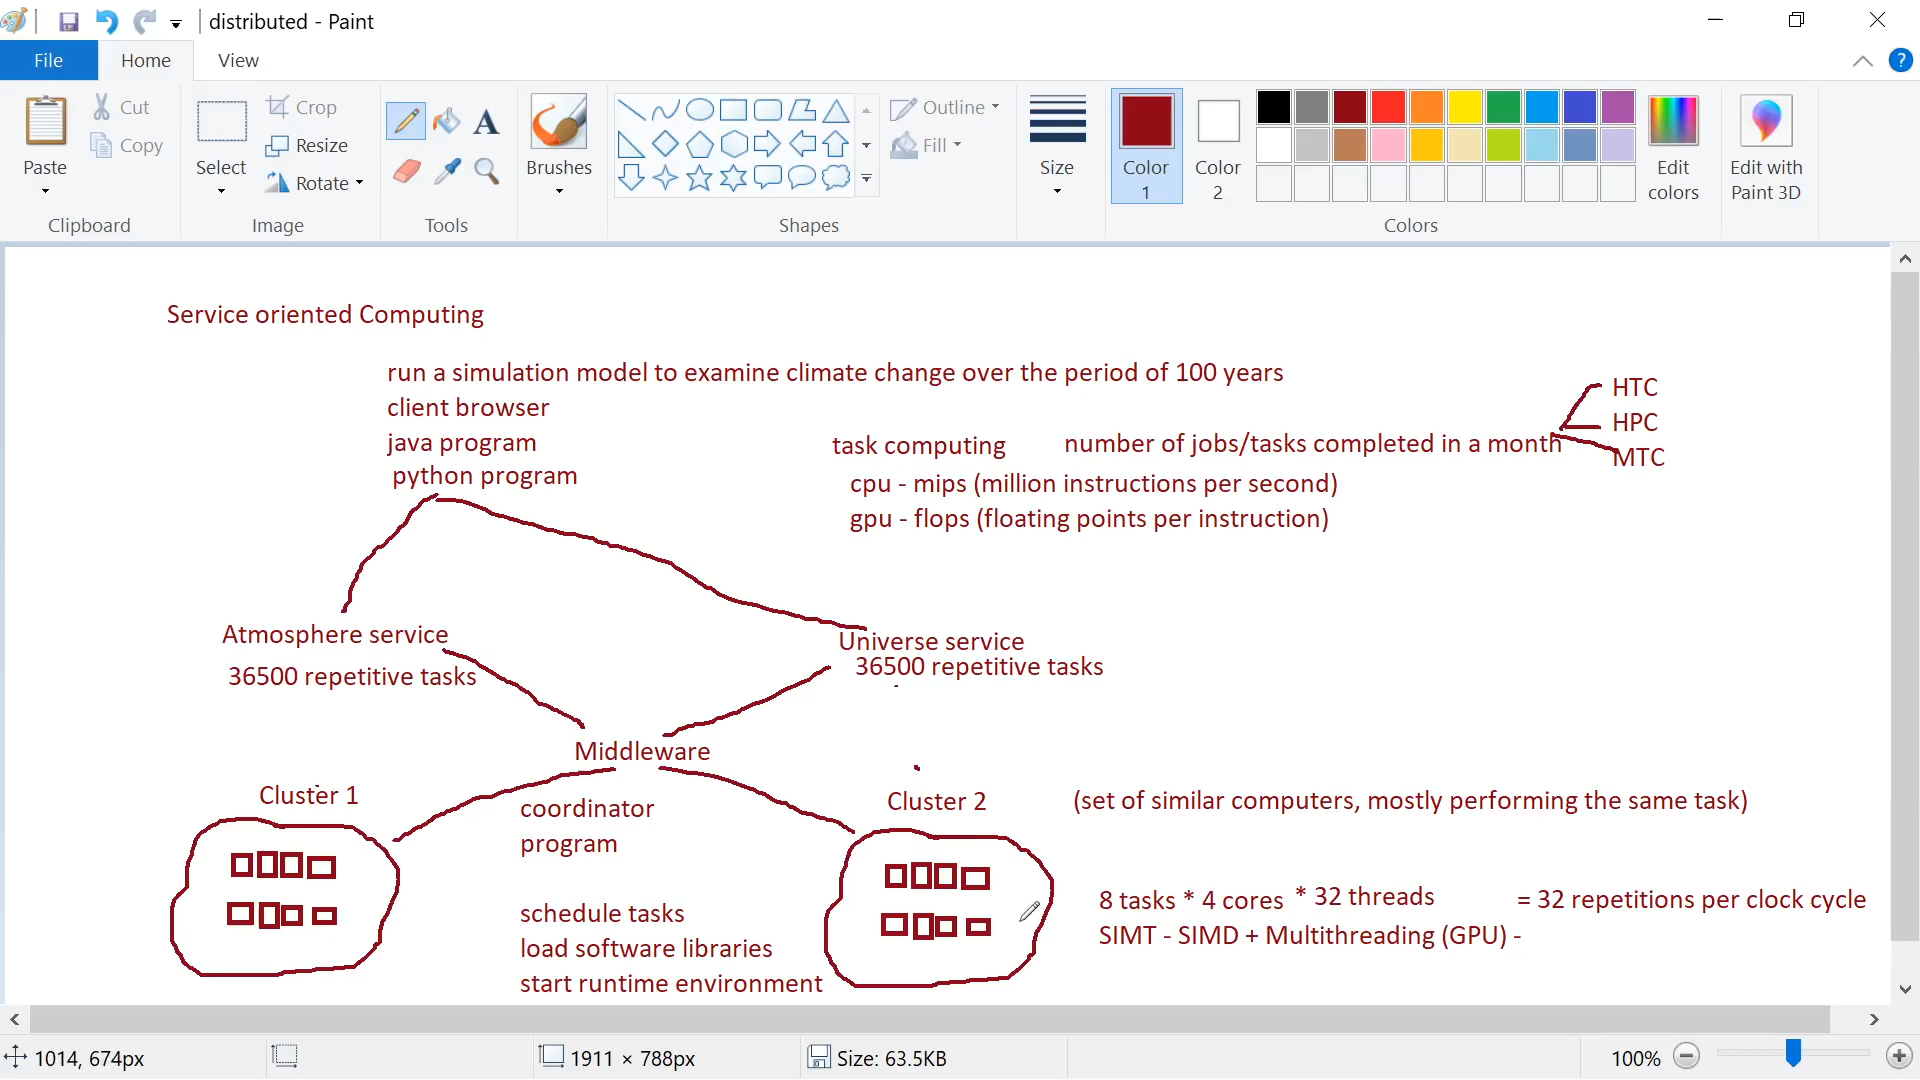 distributed - Paint
File Home View
Paste
Cut
Copy
Clipboard
Select
Crop
Resize
Rotate
Image
Tools
Brushes
Shapes
Outline
Fill
Size
Color 1
Color 2
Edit colors
Colors
Edit with Paint 3D
Service oriented Computing
run a simulation model to examine climate change over the period of 100 years
client browser
java program
python program
task computing
number of jobs/tasks completed in a month
HTC
HPC
MTC
cpu - mips (million instructions per second)
gpu - flops (floating points per instruction)
Atmosphere service
36500 repetitive tasks
Universe service
36500 repetitive tasks
Middleware
Cluster 1
coordinator
program
Cluster 2
(set of similar computers, mostly performing the same task)
schedule tasks
load software libraries
start runtime environment
8 tasks * 4 cores * 32 threads = 32 repetitions per clock cycle
SIMT - SIMD + Multithreading (GPU) -
1014, 674px
1911 × 788px
Size: 63.5KB
100%